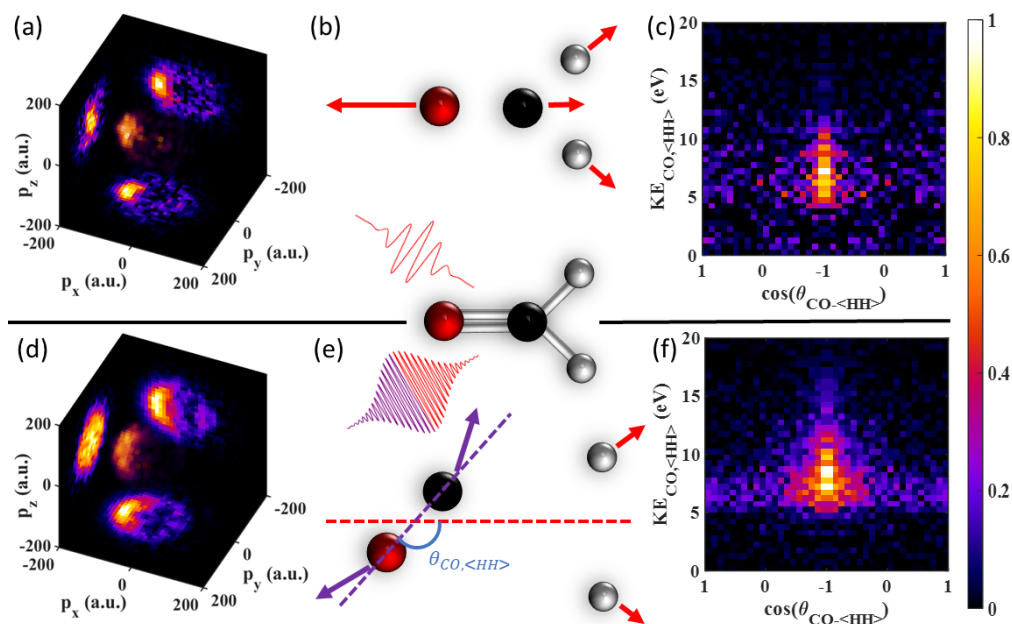 (a)
200
0
-200
p_z (a.u.)
-200
0
200
p_x (a.u.)
-200
0
200
p_y (a.u.)
(b)
(c)
20
15
10
5
0
KE_CO,<HH> (eV)
1 0 -1 0 1
cos(θ_CO-<HH>)
1
0.8
0.6
0.4
0.2
0
(d)
200
0
-200
p_z (a.u.)
-200
0
200
p_x (a.u.)
-200
0
200
p_y (a.u.)
(e)
θ_CO,<HH>
(f)
20
15
10
5
0
KE_CO,<HH> (eV)
1 0 -1 0 1
cos(θ_CO-<HH>)